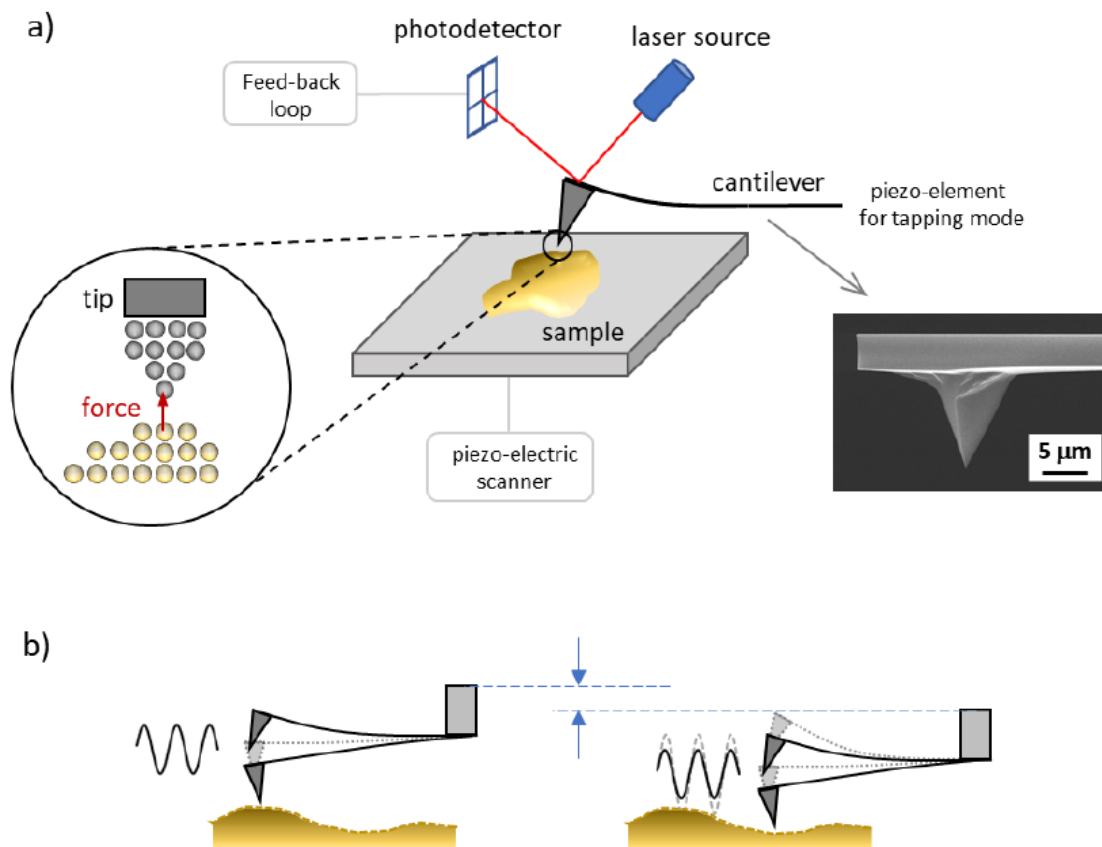 a)
photodetector
laser source
Feed-back
loop
cantilever
piezo-element
for tapping mode
tip
sample
force
piezo-electric
scanner
5 µm
b)